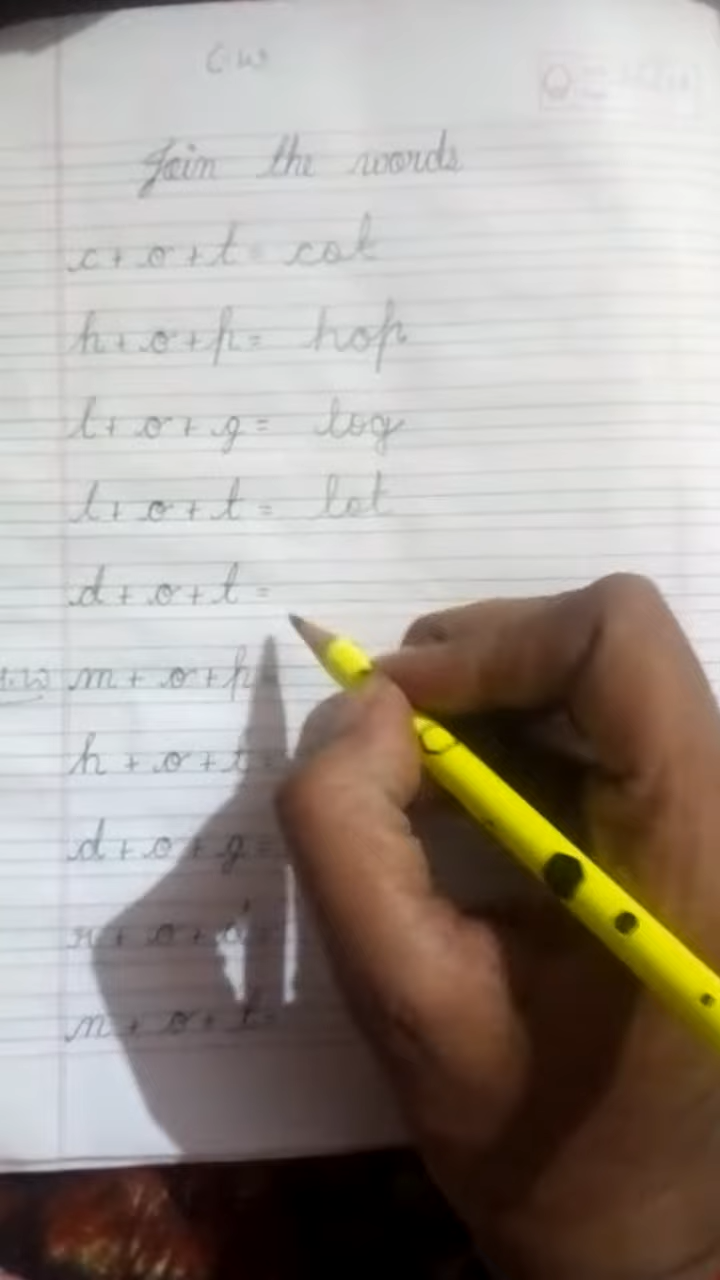 C.W
Join the words
c + o + t = cot
h + o + p = hop
l + o + g = log
l + o + t = lot
d + o + t =
H.W m + o + p =
h + o + t =
d + o + g =
r + o + d =
n + o + t =